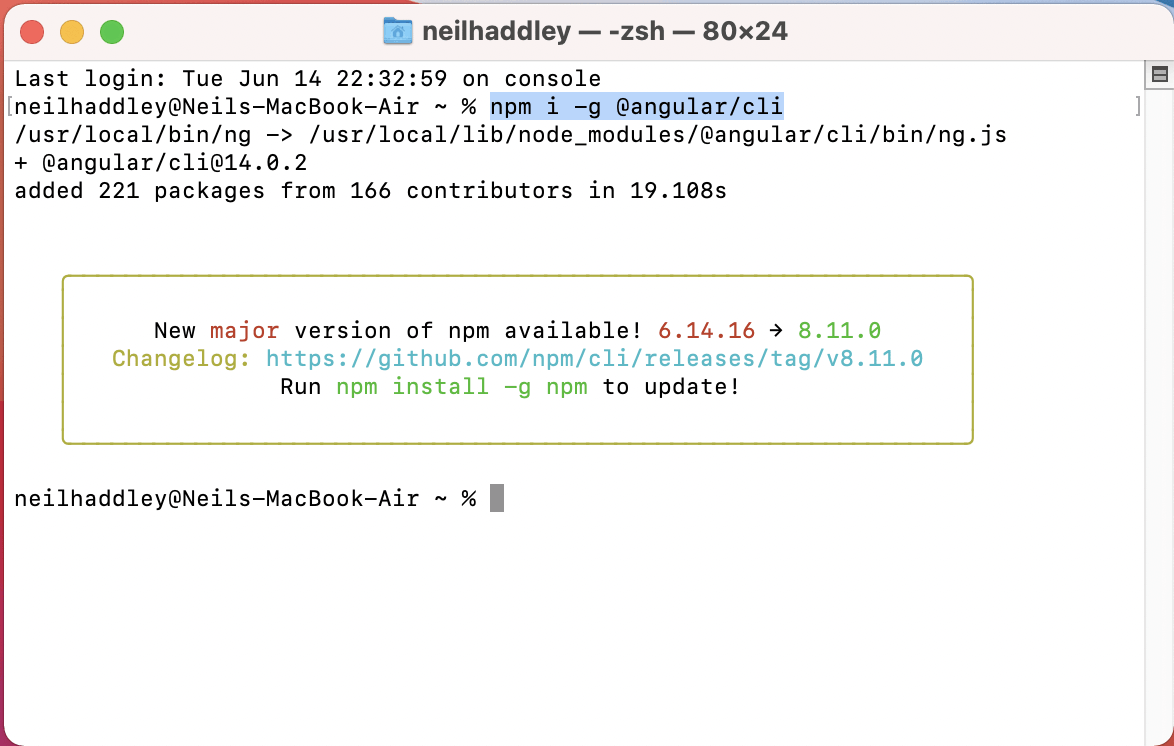 neilhaddley — -zsh — 80×24
Last login: Tue Jun 14 22:32:59 on console
[neilhaddley@Neils-MacBook-Air ~ % npm i -g @angular/cli ]
/usr/local/bin/ng -> /usr/local/lib/node_modules/@angular/cli/bin/ng.js
+ @angular/cli@14.0.2
added 221 packages from 166 contributors in 19.108s
New major version of npm available! 6.14.16 → 8.11.0
Changelog: https://github.com/npm/cli/releases/tag/v8.11.0
Run npm install -g npm to update!
neilhaddley@Neils-MacBook-Air ~ %